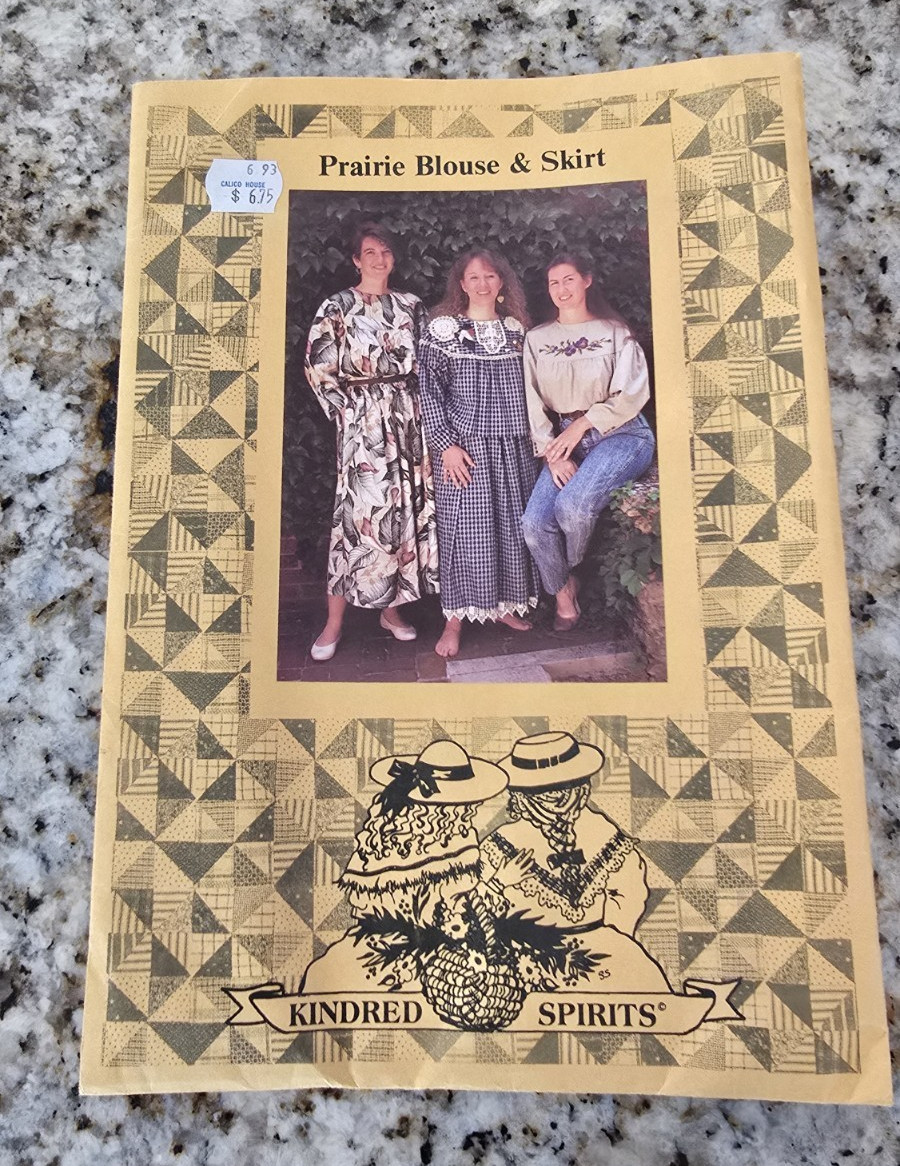 Prairie Blouse & Skirt
6 93
CALICO HOUSE
$ 6.75
KINDRED SPIRITS©